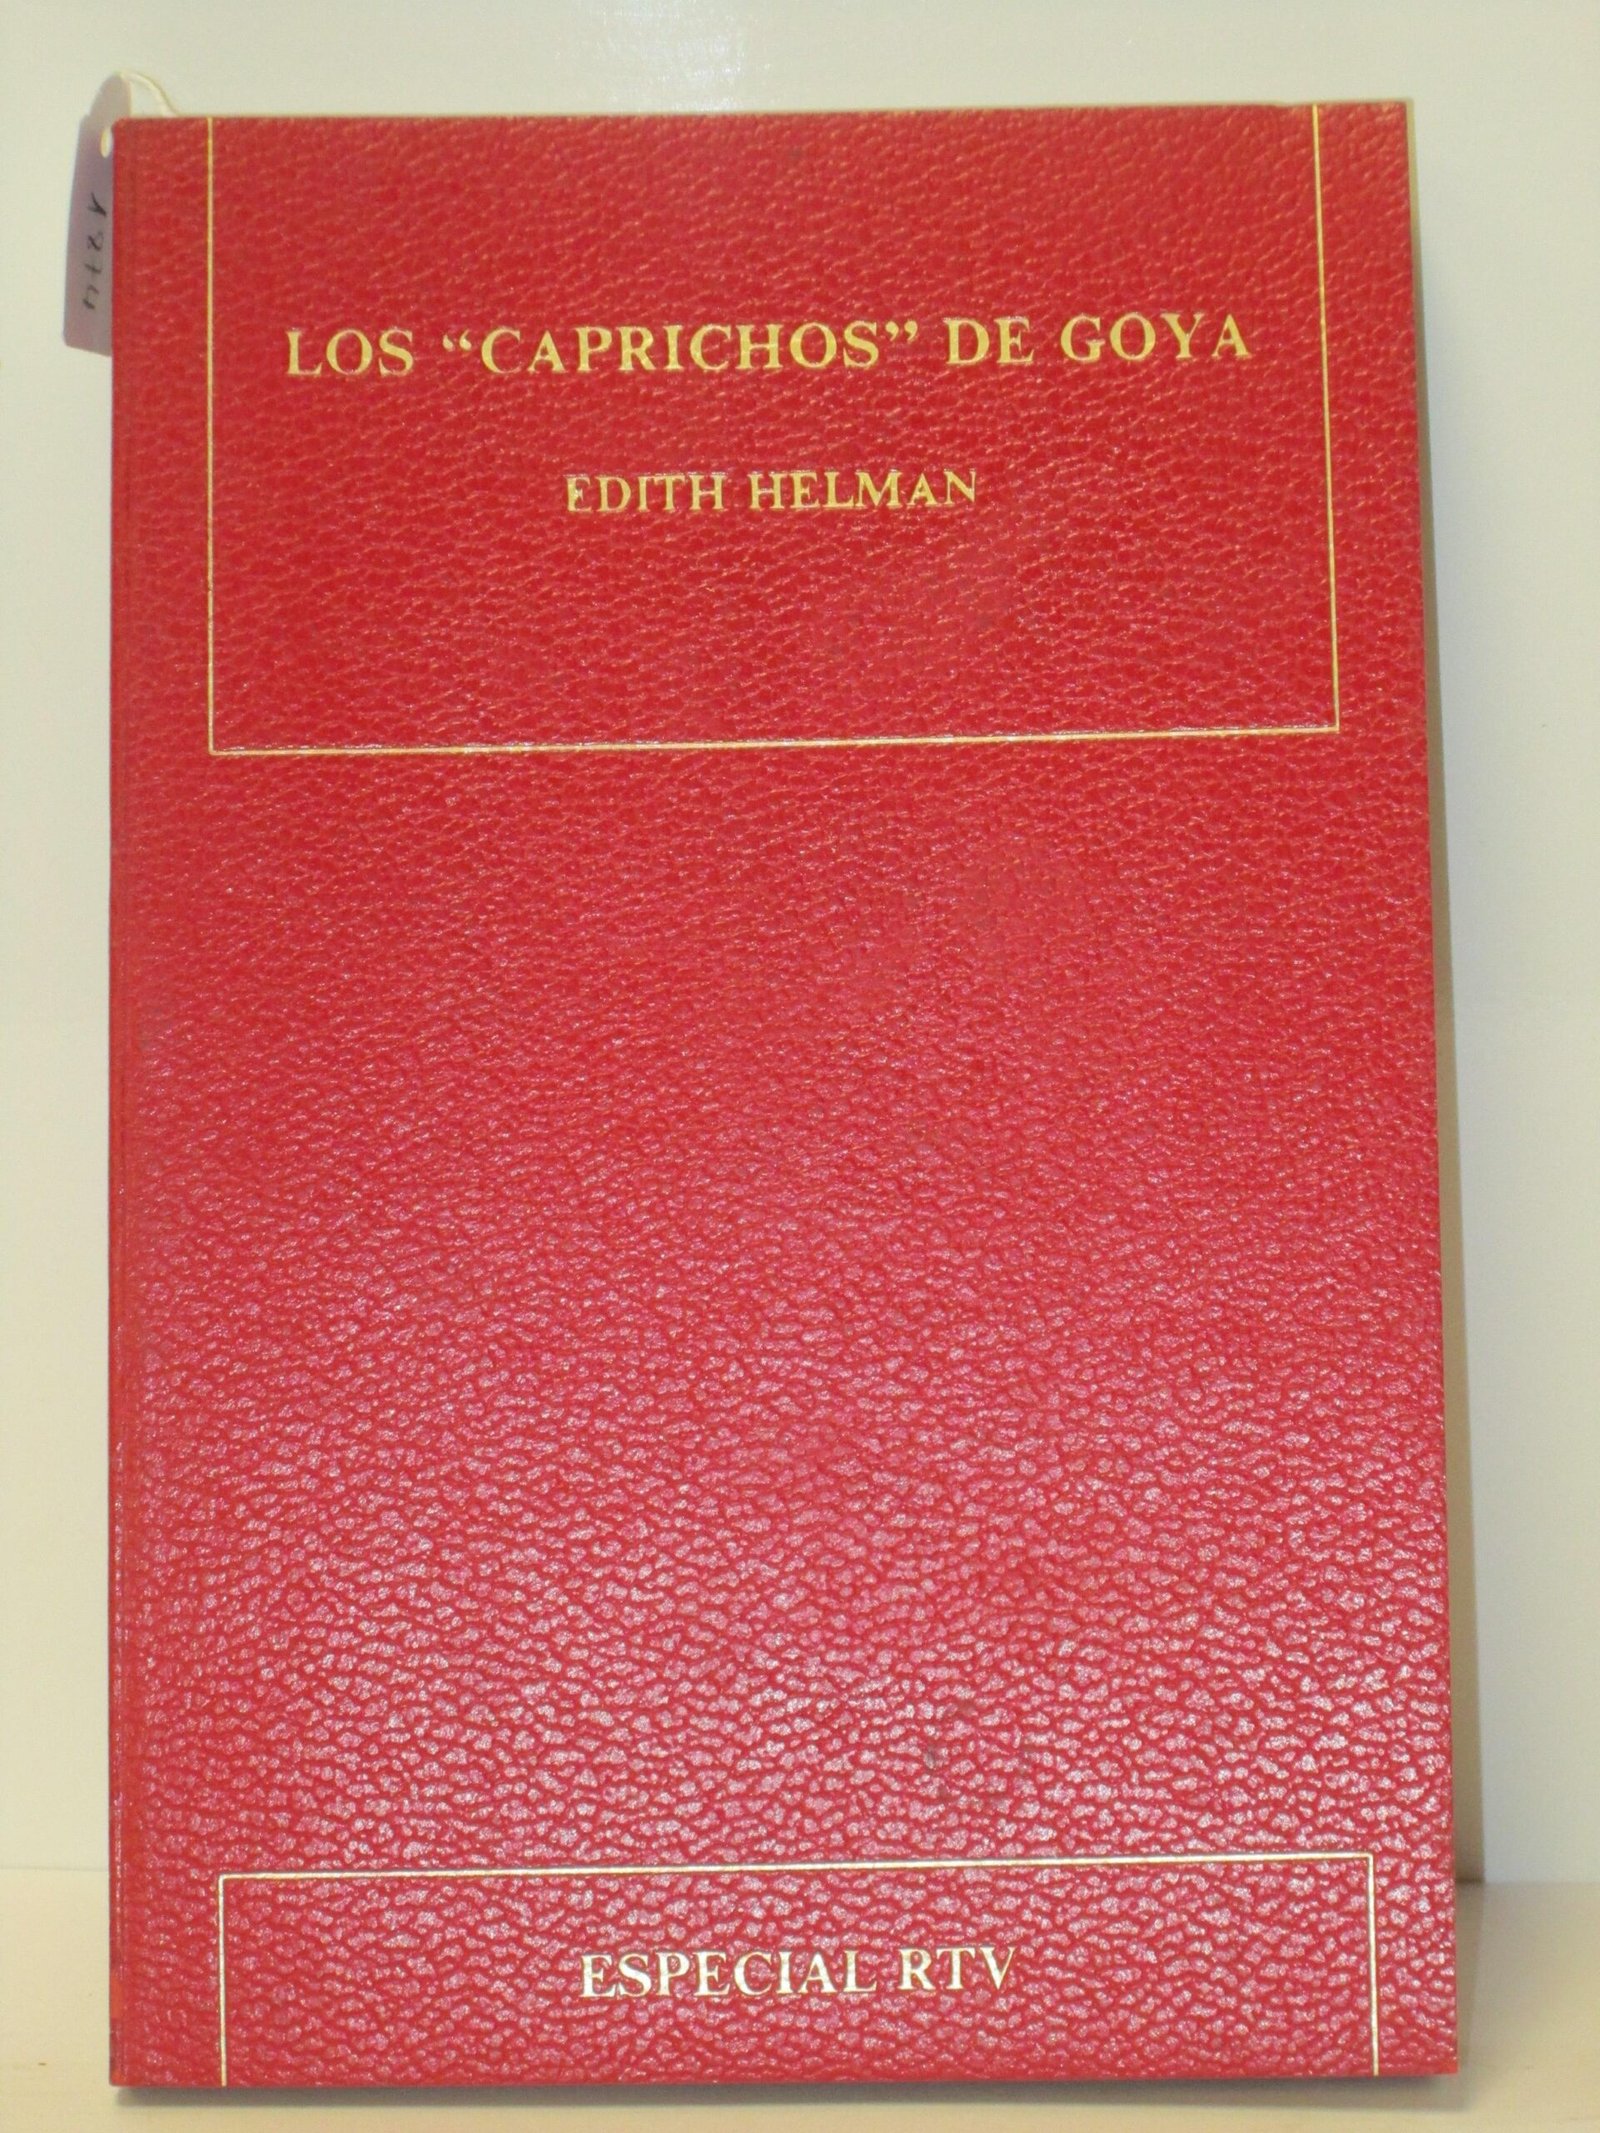 LOS “CAPRICHOS” DE GOYA
EDITH HELMAN
ESPECIAL RTV